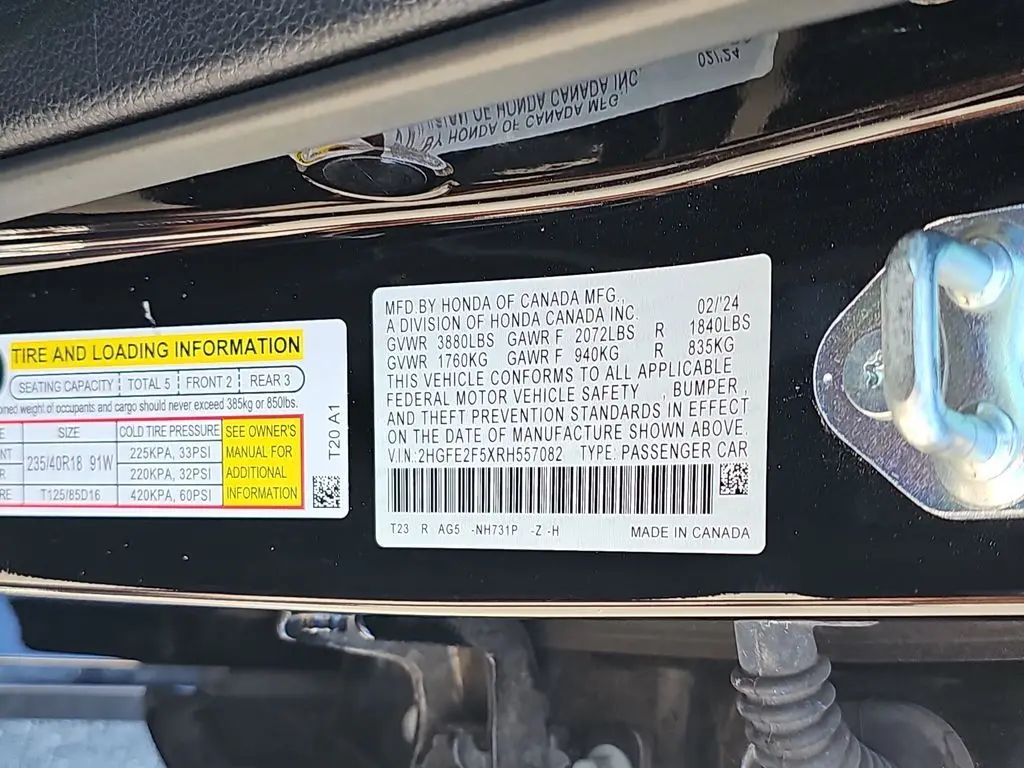 02/'24
TIRE AND LOADING INFORMATION
SEATING CAPACITY TOTAL 5 FRONT 2 REAR 3
weight of occupants and cargo should never exceed 385kg or 850lbs.
SIZE COLD TIRE PRESSURE
235/40R18 91W 225KPA, 33PSI
220KPA, 32PSI
T125/85D16 420KPA, 60PSI
SEE OWNER'S
MANUAL FOR
ADDITIONAL
INFORMATION
T20 A1
MFD.BY HONDA OF CANADA MFG., 02/'24
A DIVISION OF HONDA CANADA INC.
GVWR 3880LBS GAWR F 2072LBS R 1840LBS
GVWR 1760KG GAWR F 940KG R 835KG
THIS VEHICLE CONFORMS TO ALL APPLICABLE
FEDERAL MOTOR VEHICLE SAFETY , BUMPER ,
AND THEFT PREVENTION STANDARDS IN EFFECT
ON THE DATE OF MANUFACTURE SHOWN ABOVE.
V.I.N:2HGFE2F5XRH557082 TYPE: PASSENGER CAR
T23 R AG5 -NH731P -Z -H MADE IN CANADA